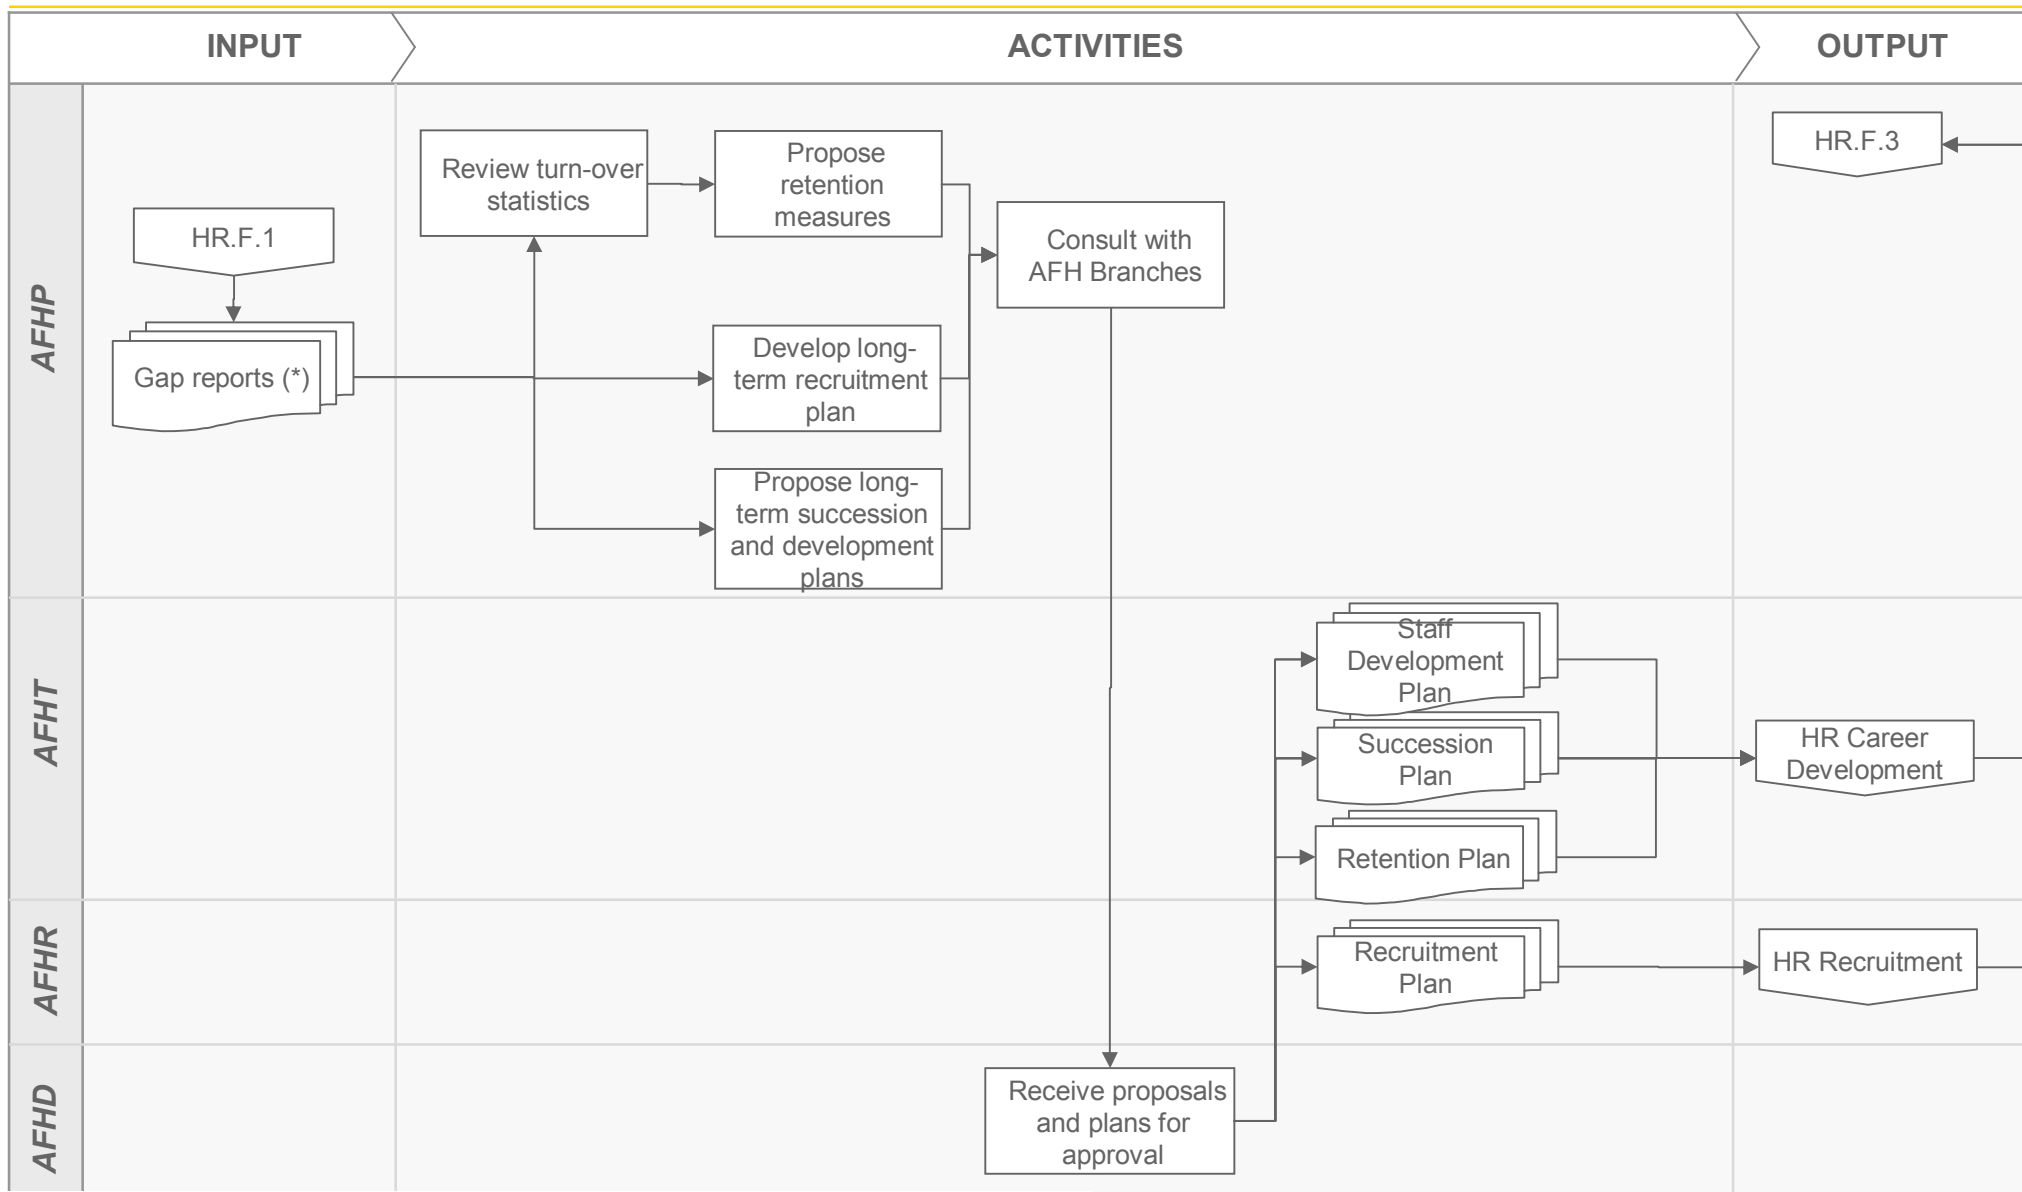 INPUT
ACTIVITIES
OUTPUT
AFHP
HR.F.1
Gap reports (*)
Review turn-over
statistics
Propose
retention
measures
Develop long-
term recruitment
plan
Propose long-
term succession
and development
plans
Consult with
AFH Branches
HR.F.3
AFHT
Staff
Development
Plan
Succession
Plan
Retention Plan
HR Career
Development
AFHR
Recruitment
Plan
HR Recruitment
AFHD
Receive proposals
and plans for
approval